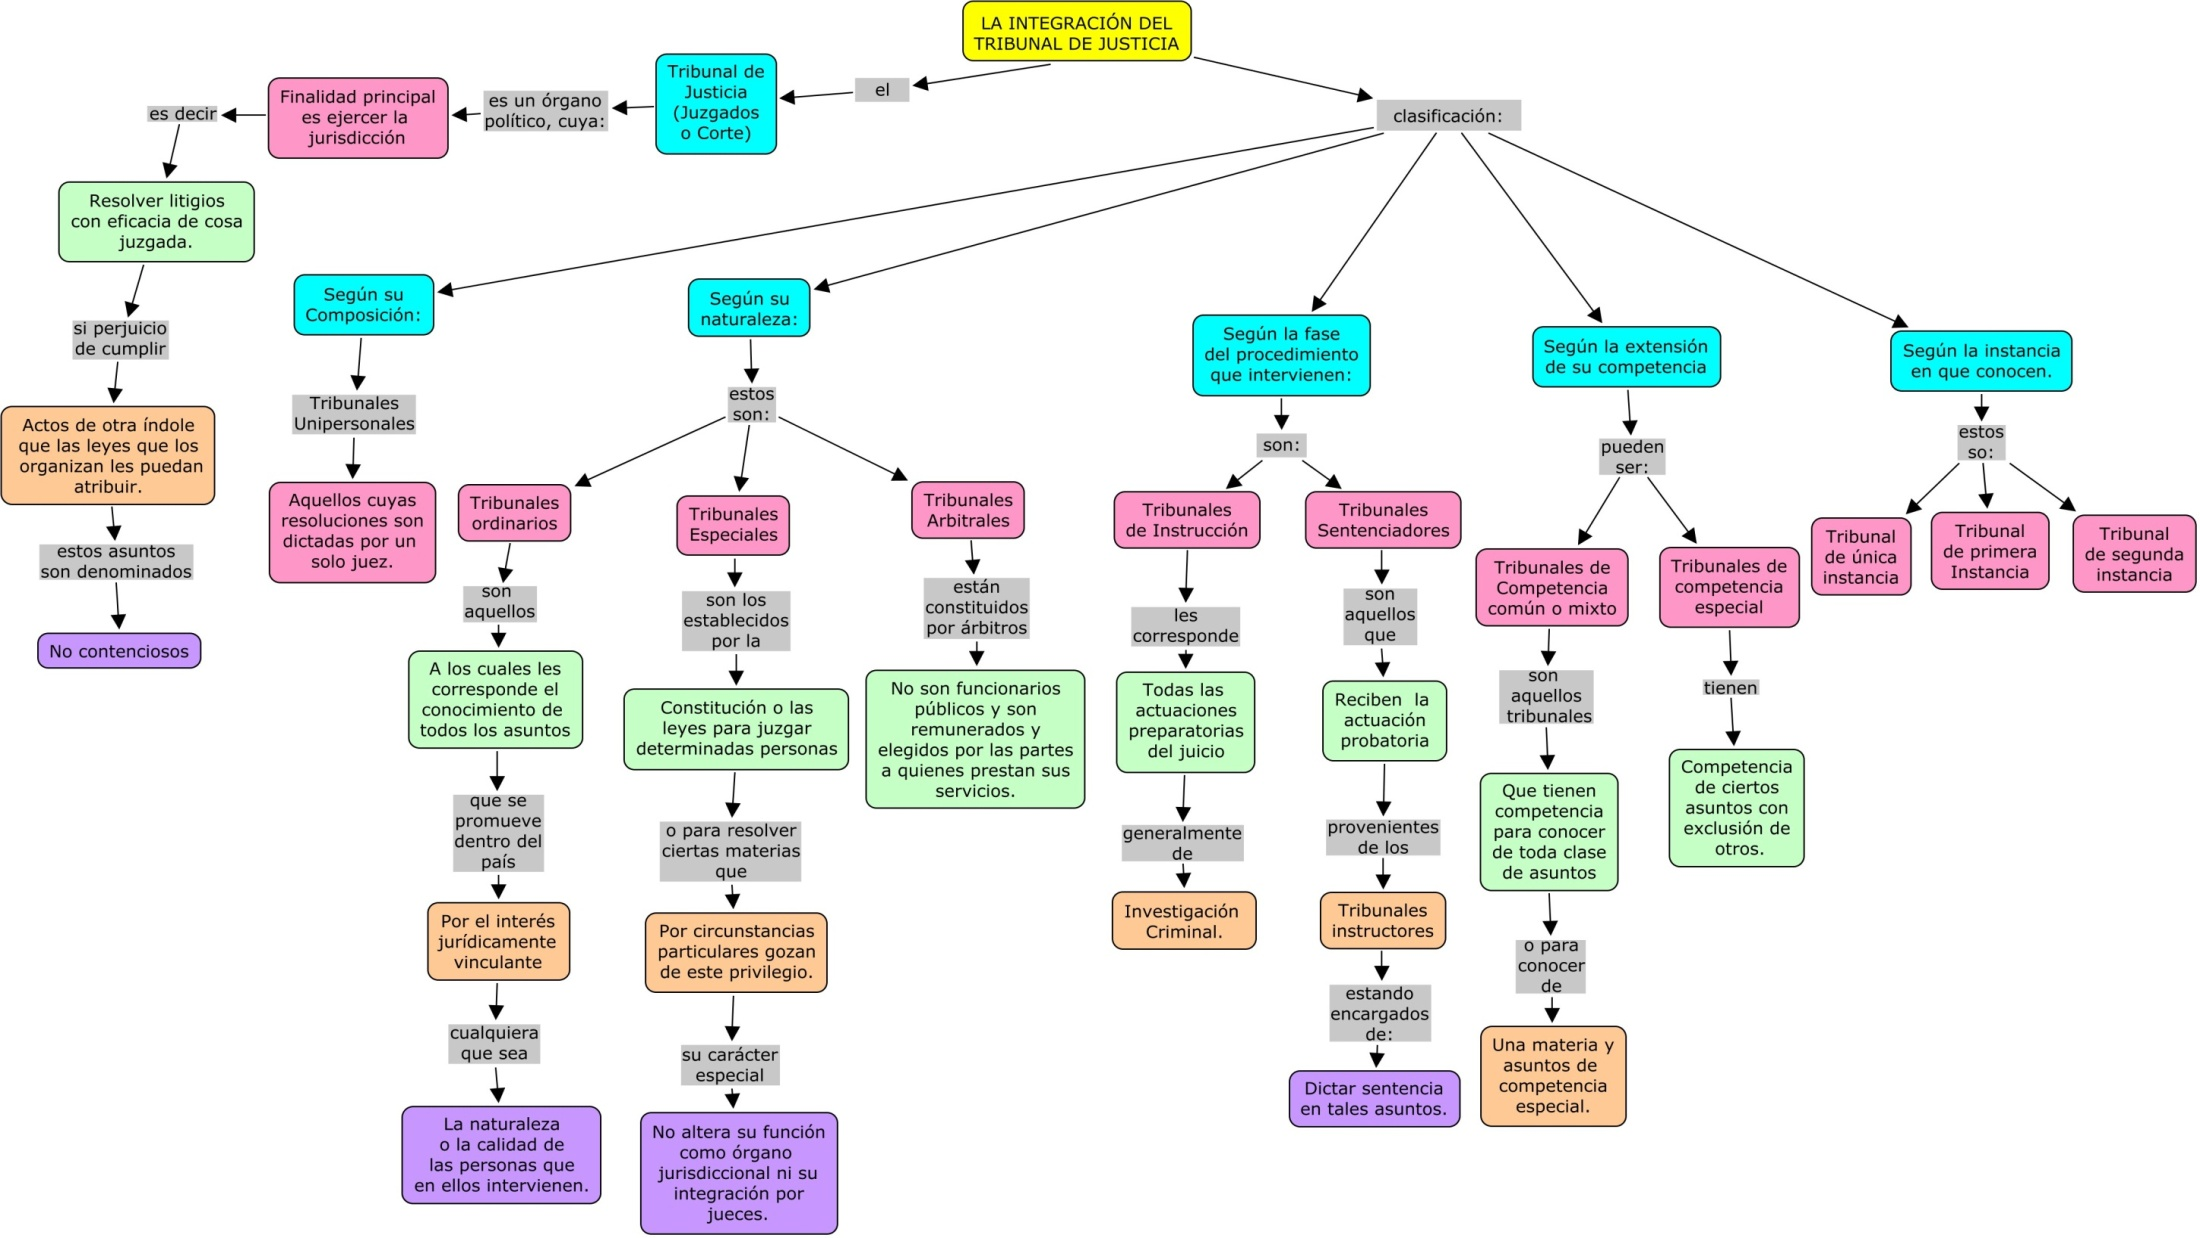 LA INTEGRACIÓN DEL
TRIBUNAL DE JUSTICIA
el
Tribunal de
Justicia
(Juzgados
o Corte)
es un órgano
político, cuya:
Finalidad principal
es ejercer la
jurisdicción
es decir
Resolver litigios
con eficacia de cosa
juzgada.
si perjuicio
de cumplir
Actos de otra índole
que las leyes que los
organizan les puedan
atribuir.
estos asuntos
son denominados
No contenciosos
clasificación:
Según su
Composición:
Tribunales
Unipersonales
Aquellos cuyas
resoluciones son
dictadas por un
solo juez.
Según su
naturaleza:
estos
son:
Tribunales
ordinarios
son
aquellos
A los cuales les
corresponde el
conocimiento de
todos los asuntos
que se
promueve
dentro del
país
Por el interés
jurídicamente
vinculante
cualquiera
que sea
La naturaleza
o la calidad de
las personas que
en ellos intervienen.
Tribunales
Especiales
son los
establecidos
por la
Constitución o las
leyes para juzgar
determinadas personas
o para resolver
ciertas materias
que
Por circunstancias
particulares gozan
de este privilegio.
su carácter
especial
No altera su función
como órgano
jurisdiccional ni su
integración por
jueces.
Tribunales
Arbitrales
están
constituidos
por árbitros
No son funcionarios
públicos y son
remunerados y
elegidos por las partes
a quienes prestan sus
servicios.
Según la fase
del procedimiento
que intervienen:
son:
Tribunales
de Instrucción
les
corresponde
Todas las
actuaciones
preparatorias
del juicio
generalmente
de
Investigación
Criminal.
Tribunales
Sentenciadores
son
aquellos
que
Reciben la
actuación
probatoria
provenientes
de los
Tribunales
instructores
estando
encargados
de:
Dictar sentencia
en tales asuntos.
Según la extensión
de su competencia
pueden
ser:
Tribunales de
Competencia
común o mixto
son
aquellos
tribunales
Que tienen
competencia
para conocer
de toda clase
de asuntos
o para
conocer
de
Una materia y
asuntos de
competencia
especial.
Tribunales de
competencia
especial
tienen
Competencia
de ciertos
asuntos con
exclusión de
otros.
Según la instancia
en que conocen.
estos
so:
Tribunal
de única
instancia
Tribunal
de primera
Instancia
Tribunal
de segunda
instancia